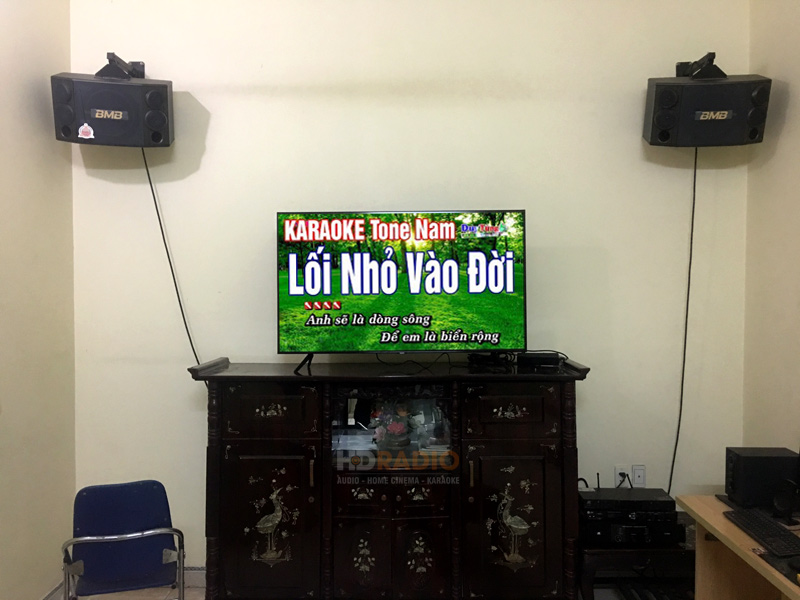 BMB
BMB
KARAOKE Tone Nam
Lối Nhỏ Vào Đời
Anh sẽ là dòng sông
Để em là biển rộng
HDRADIO
AUDIO - HOME CINEMA - KARAOKE